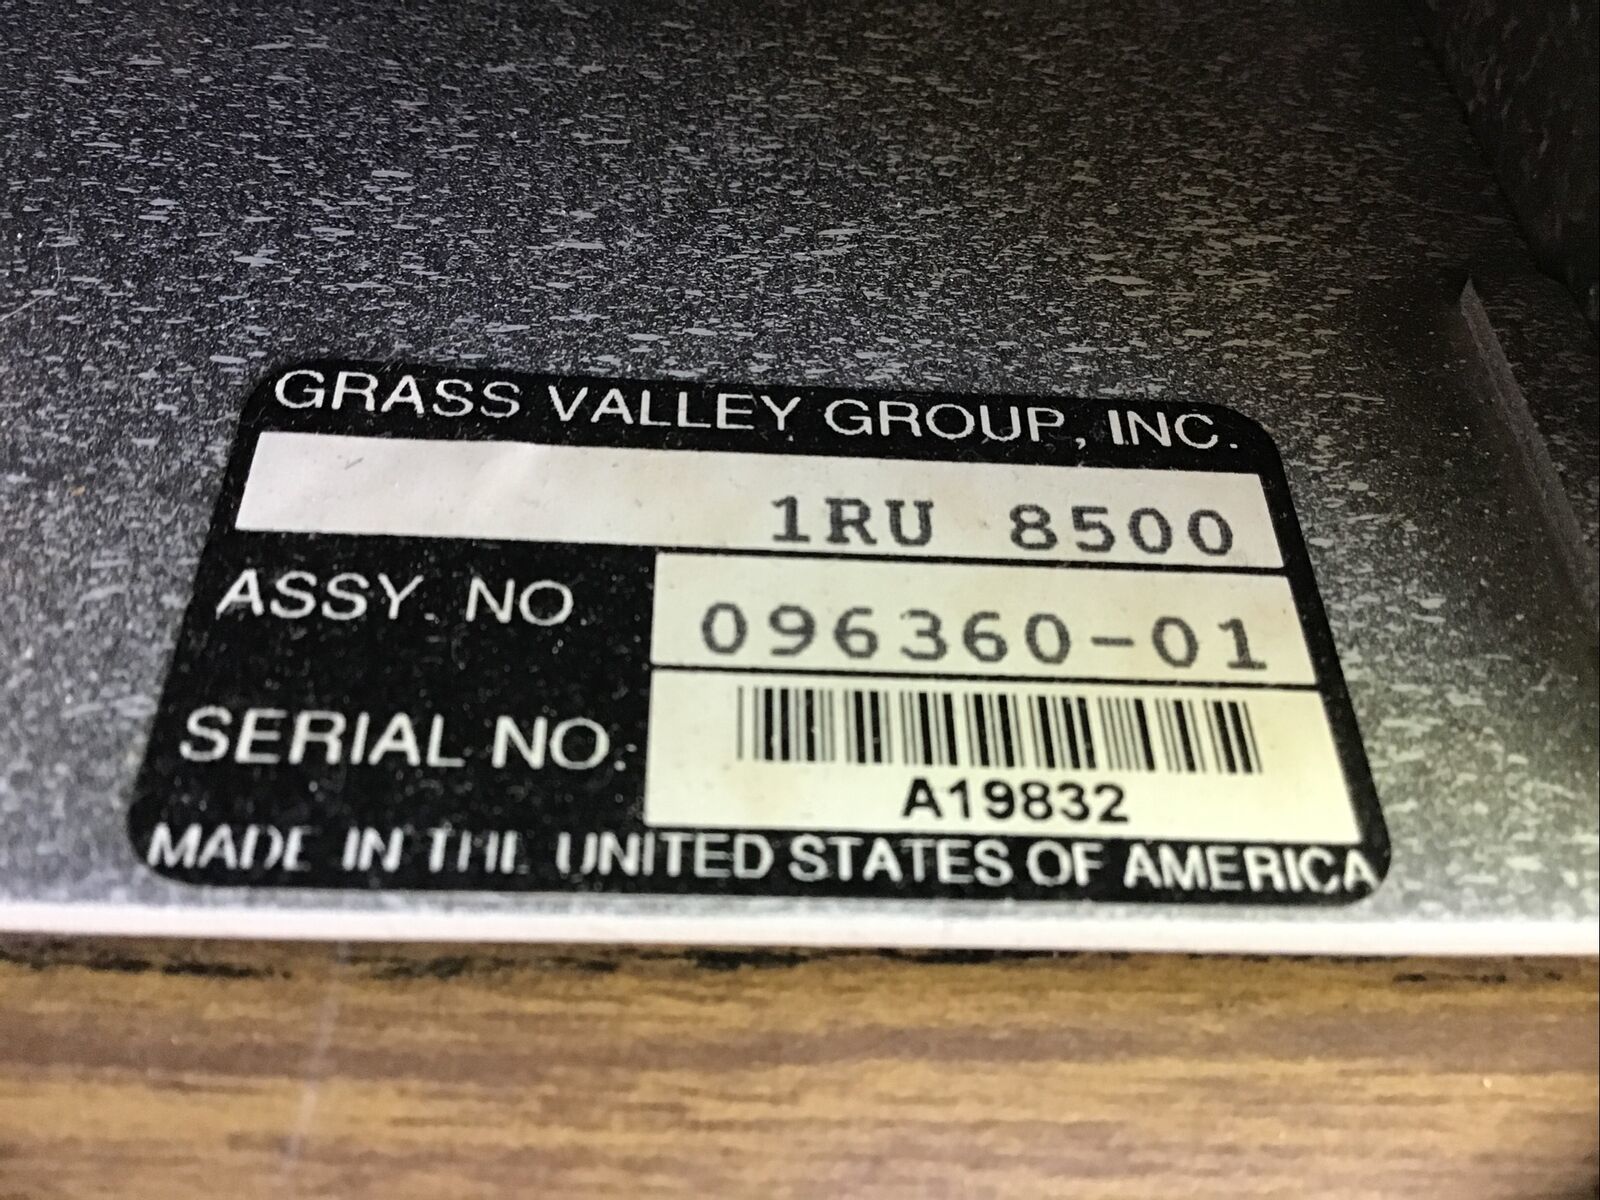 GRASS VALLEY GROUP, INC.
1RU 8500
ASSY. NO 096360-01
SERIAL NO.: A19832
MADE IN THE UNITED STATES OF AMERICA